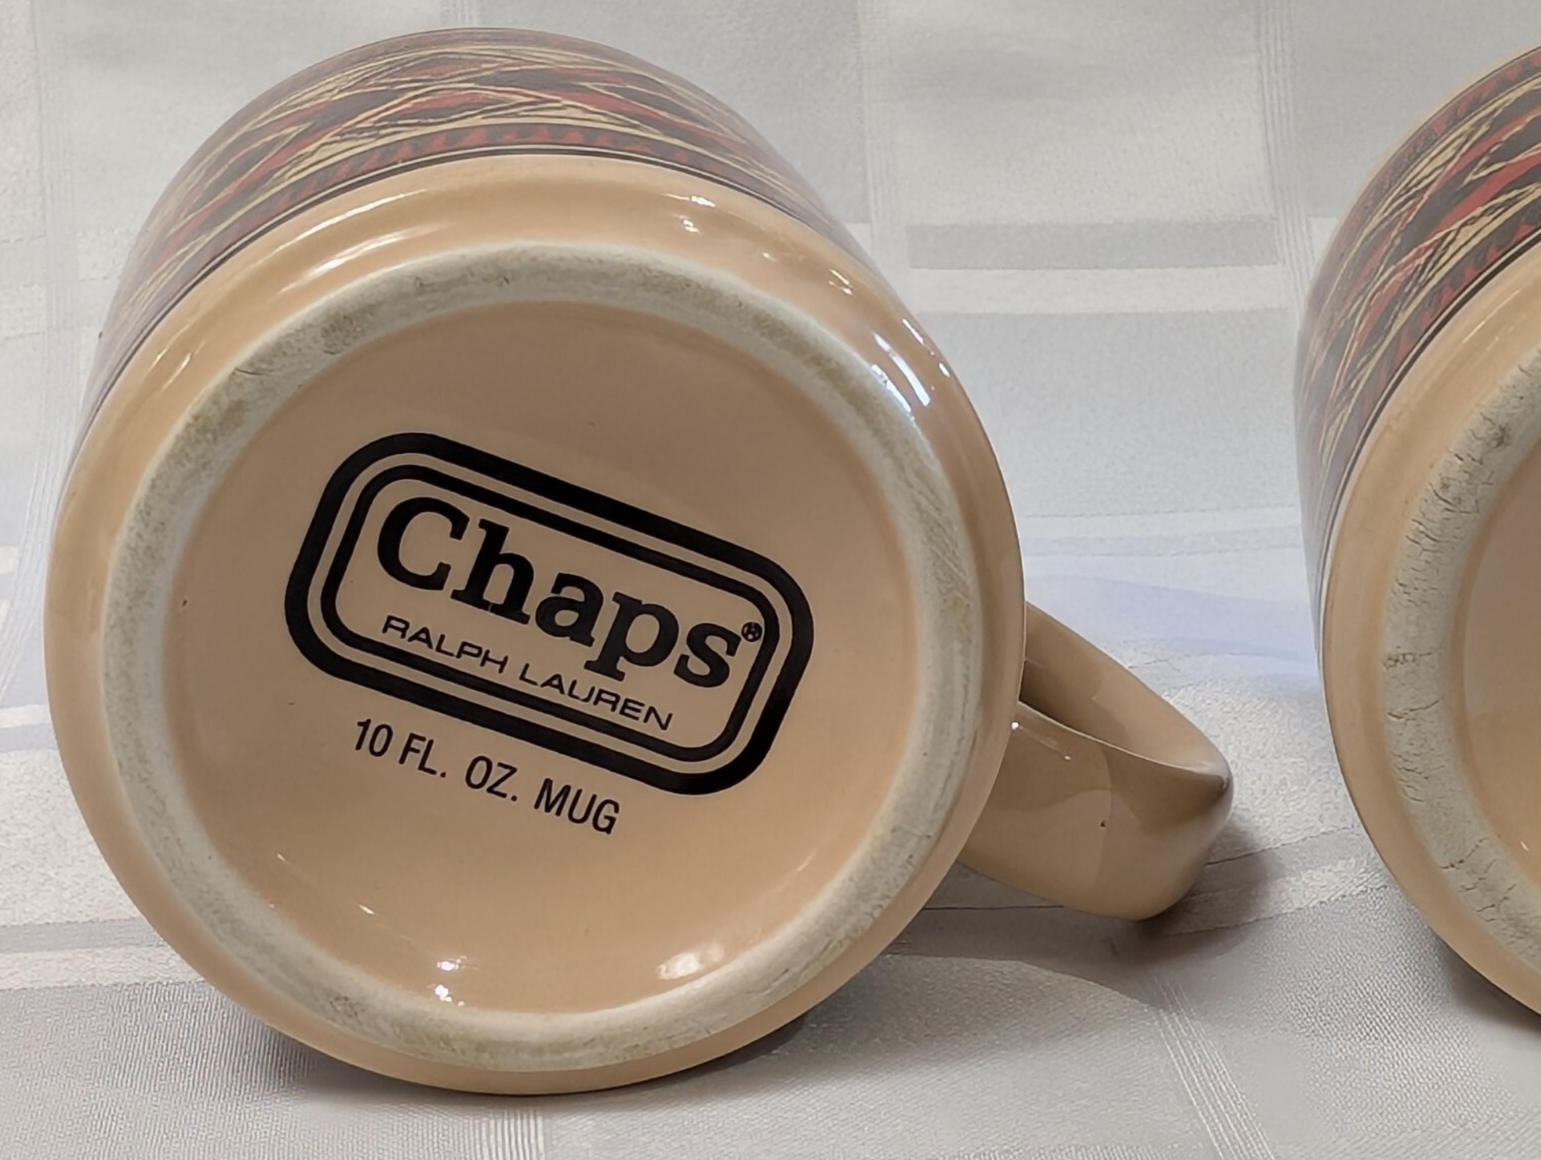 Chaps®
RALPH LAUREN
10 FL. OZ. MUG